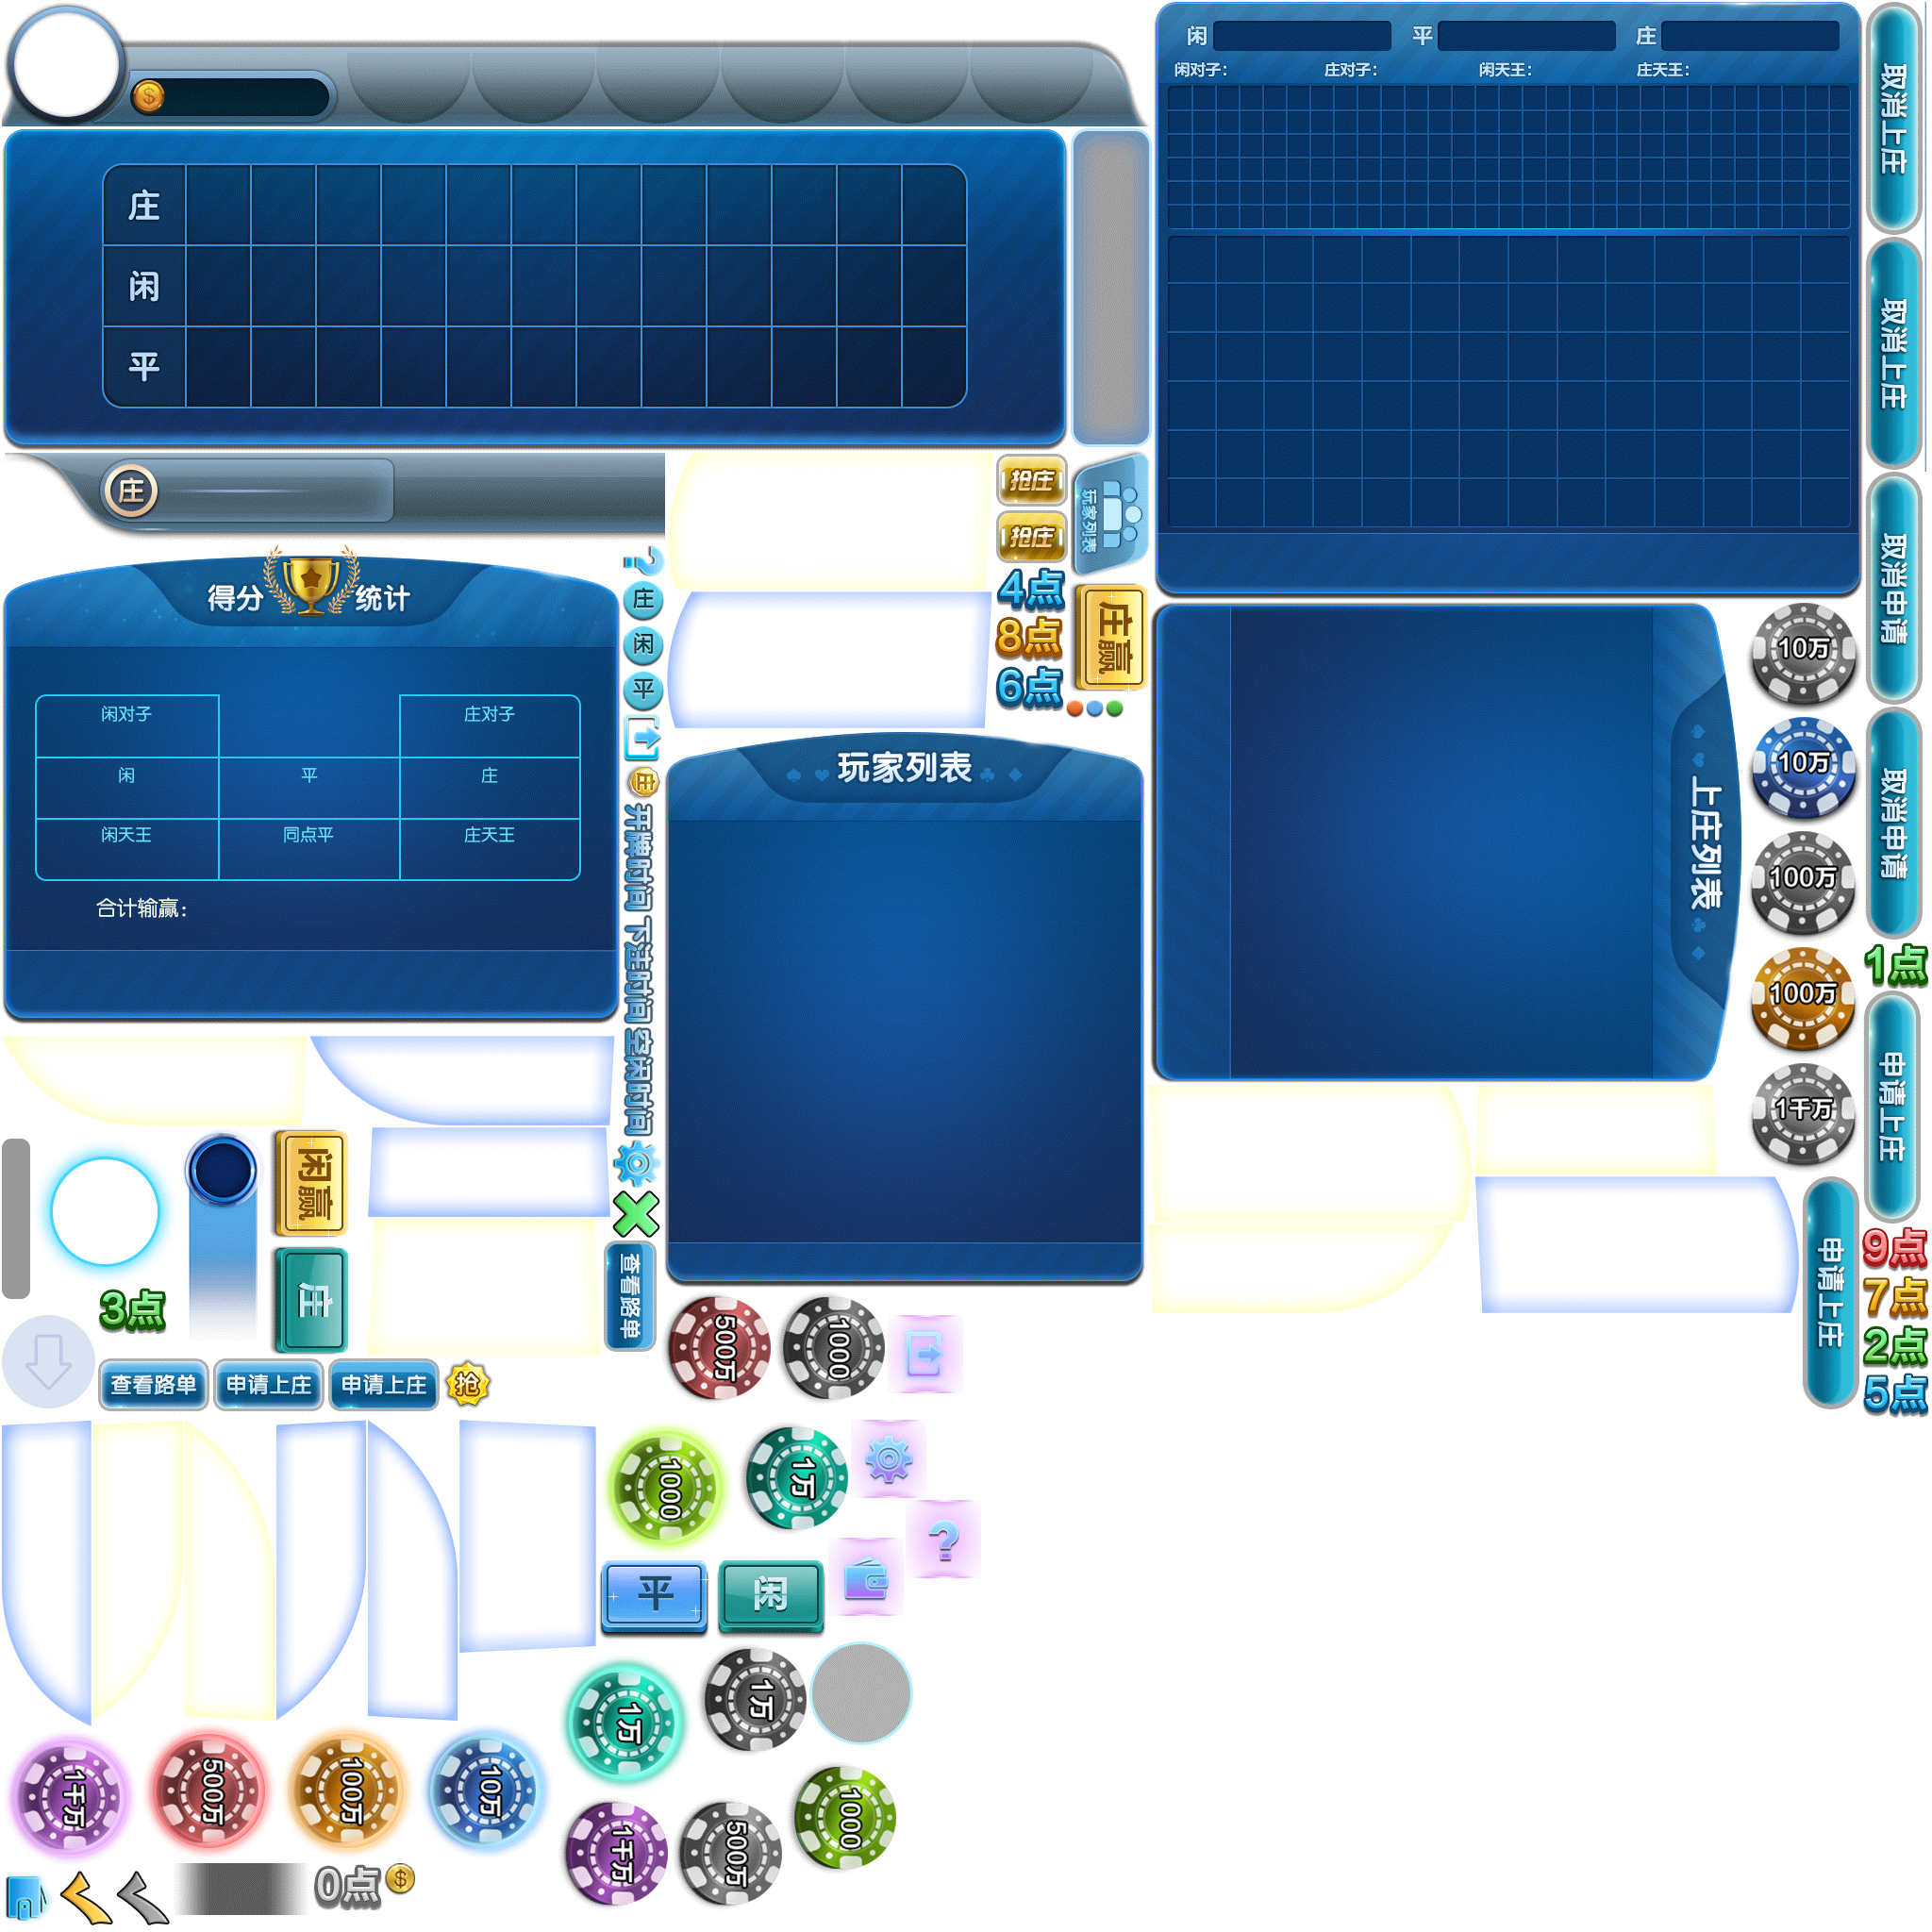 闲 平 庄
闲对子: 庄对子: 闲天王: 庄天王:
取消上庄
取消上庄
取消申请
取消申请
1点
申请上庄
申请上庄
9点
7点
2点
5点
庄
闲
平
庄
抢庄
抢庄
玩家列表
4点
8点
6点
庄赢
得分 统计
闲对子 庄对子
闲 平 庄
闲天王 同点平 庄天王
合计输赢:
?
庄
闲
平
庄
开牌时间
下注时间
空闲时间
玩家列表
上庄列表
10万
10万
100万
100万
1千万
闲赢
庄
3点
查看路单
查看路单
申请上庄
申请上庄
抢
500万
1000
1000
1万
?
平
闲
1万
1万
1千万
500万
100万
10万
1千万
500万
1000
0点
$
$